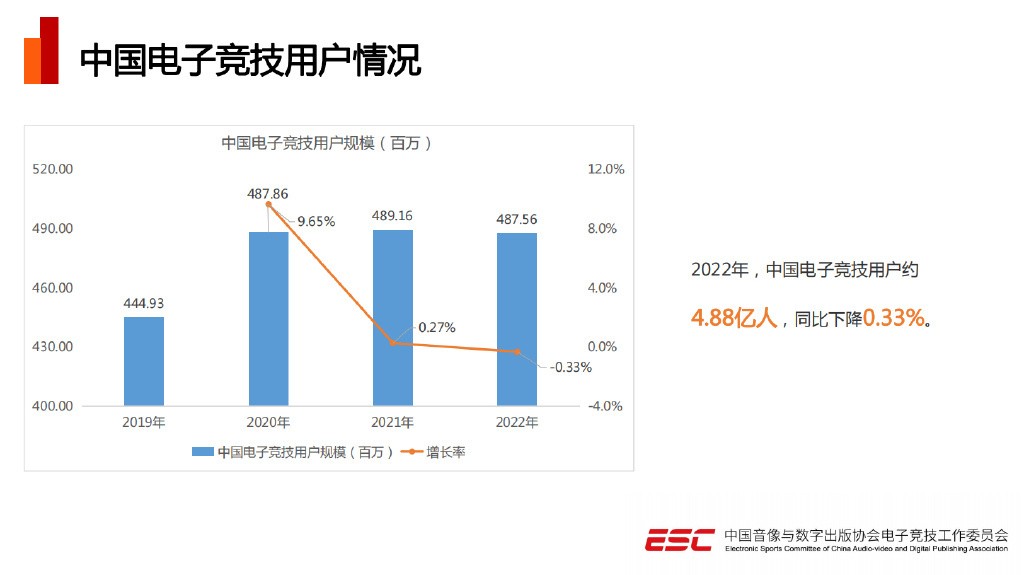 中国电子竞技用户情况
中国电子竞技用户规模（百万）
520.00
490.00
460.00
430.00
400.00
12.0%
8.0%
4.0%
0.0%
-4.0%
444.93
487.86
489.16
487.56
9.65%
0.27%
-0.33%
2019年
2020年
2021年
2022年
中国电子竞技用户规模（百万）
增长率
2022年，中国电子竞技用户约
4.88亿人，同比下降0.33%。
ESC
中国音像与数字出版协会电子竞技工作委员会
Electronic Sports Committee of China Audio-video and Digital Publishing Association